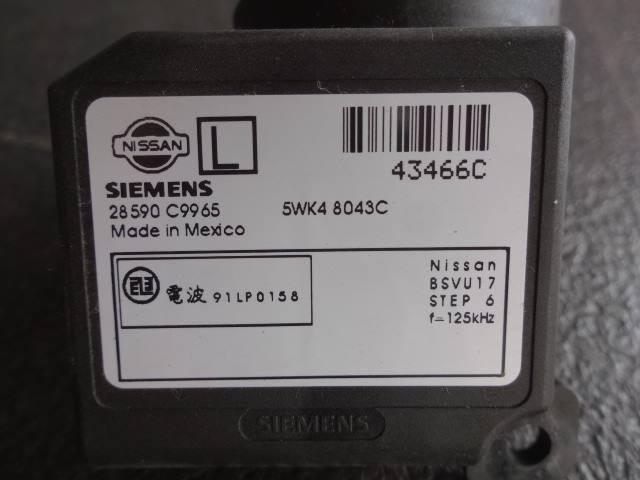 NISSAN
L
43466C
SIEMENS
28590 C9965 5WK4 8043C
Made in Mexico
電波 91LP0158
Nissan
BSVU17
STEP 6
f=125kHz
SIEMENS